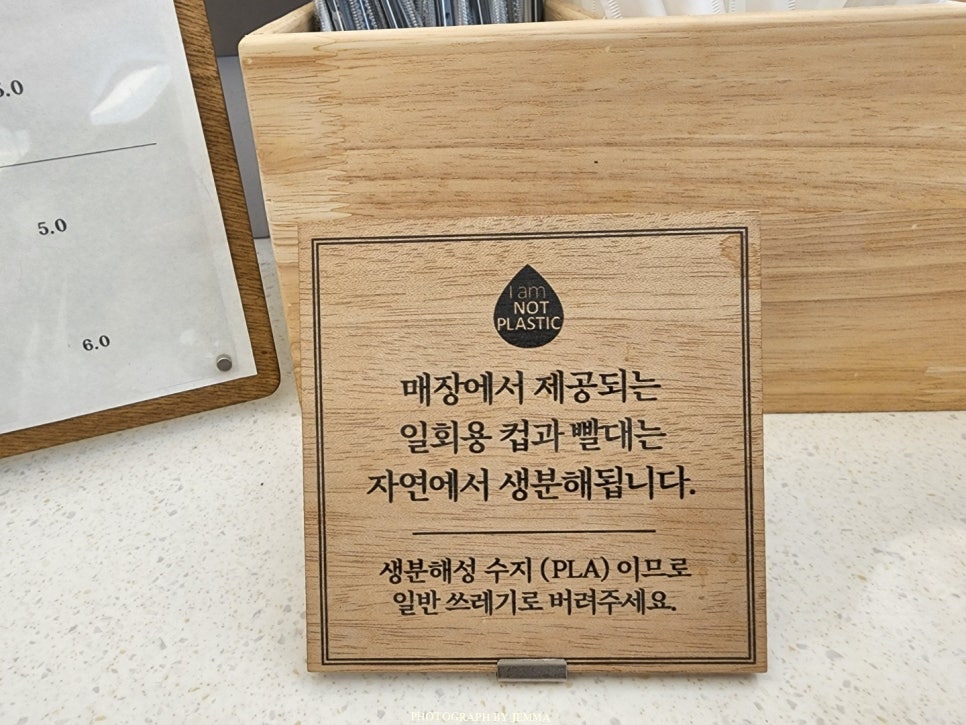 5.0
6.0
I am
NOT
PLASTIC
매장에서 제공되는
일회용 컵과 빨대는
자연에서 생분해됩니다.
생분해성 수지 (PLA) 이므로
일반 쓰레기로 버려주세요.
PHOTOGRAPH BY JEMMA